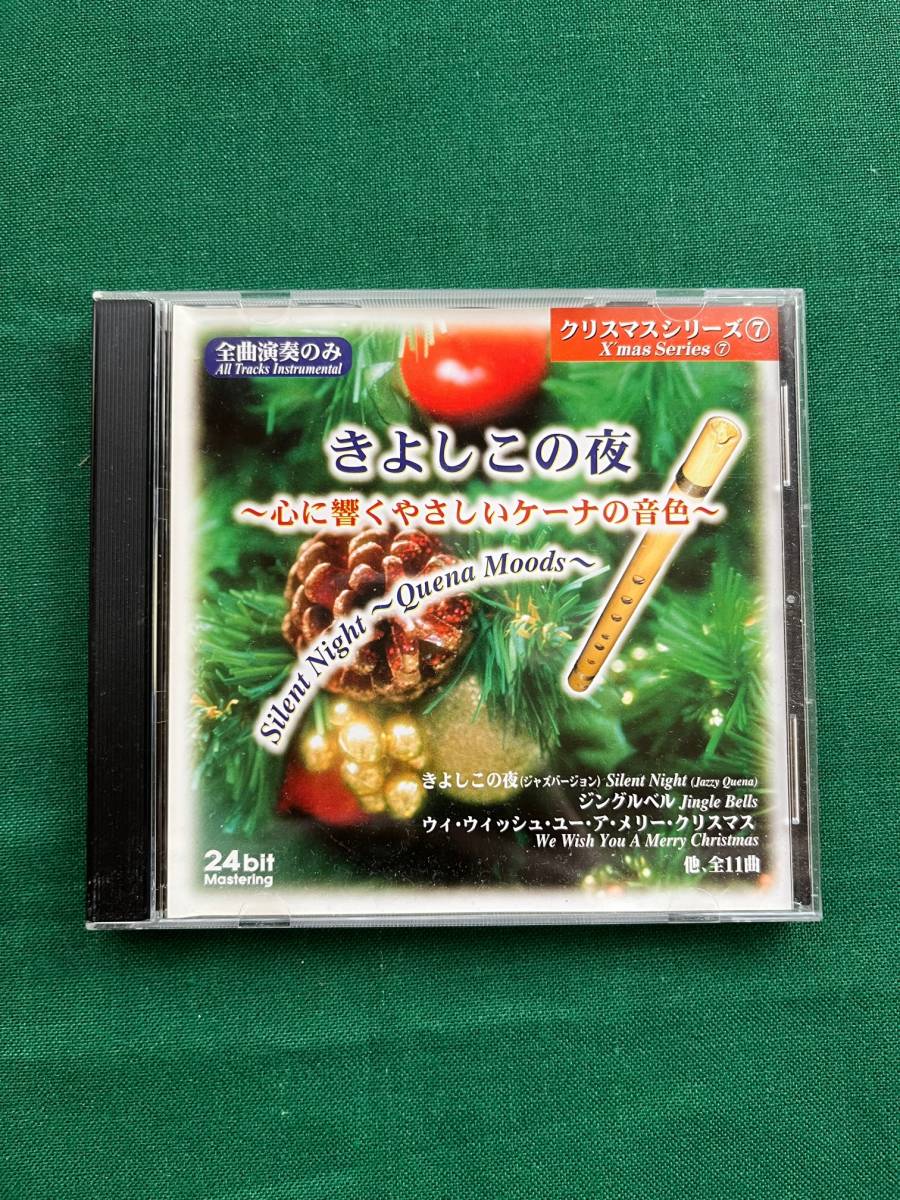 全曲演奏のみ
All Tracks Instrumental
クリスマスシリーズ⑦
X'mas Series ⑦
きよしこの夜
～心に響くやさしいケーナの音色～
Silent Night ～Quena Moods～
きよしこの夜(ジャズバージョン) Silent Night (Jazzy Quena)
ジングルベル Jingle Bells
ウィ・ウイッシュ・ユー・ア・メリー・クリスマス
We Wish You A Merry Christmas
他、全11曲
24bit
Mastering